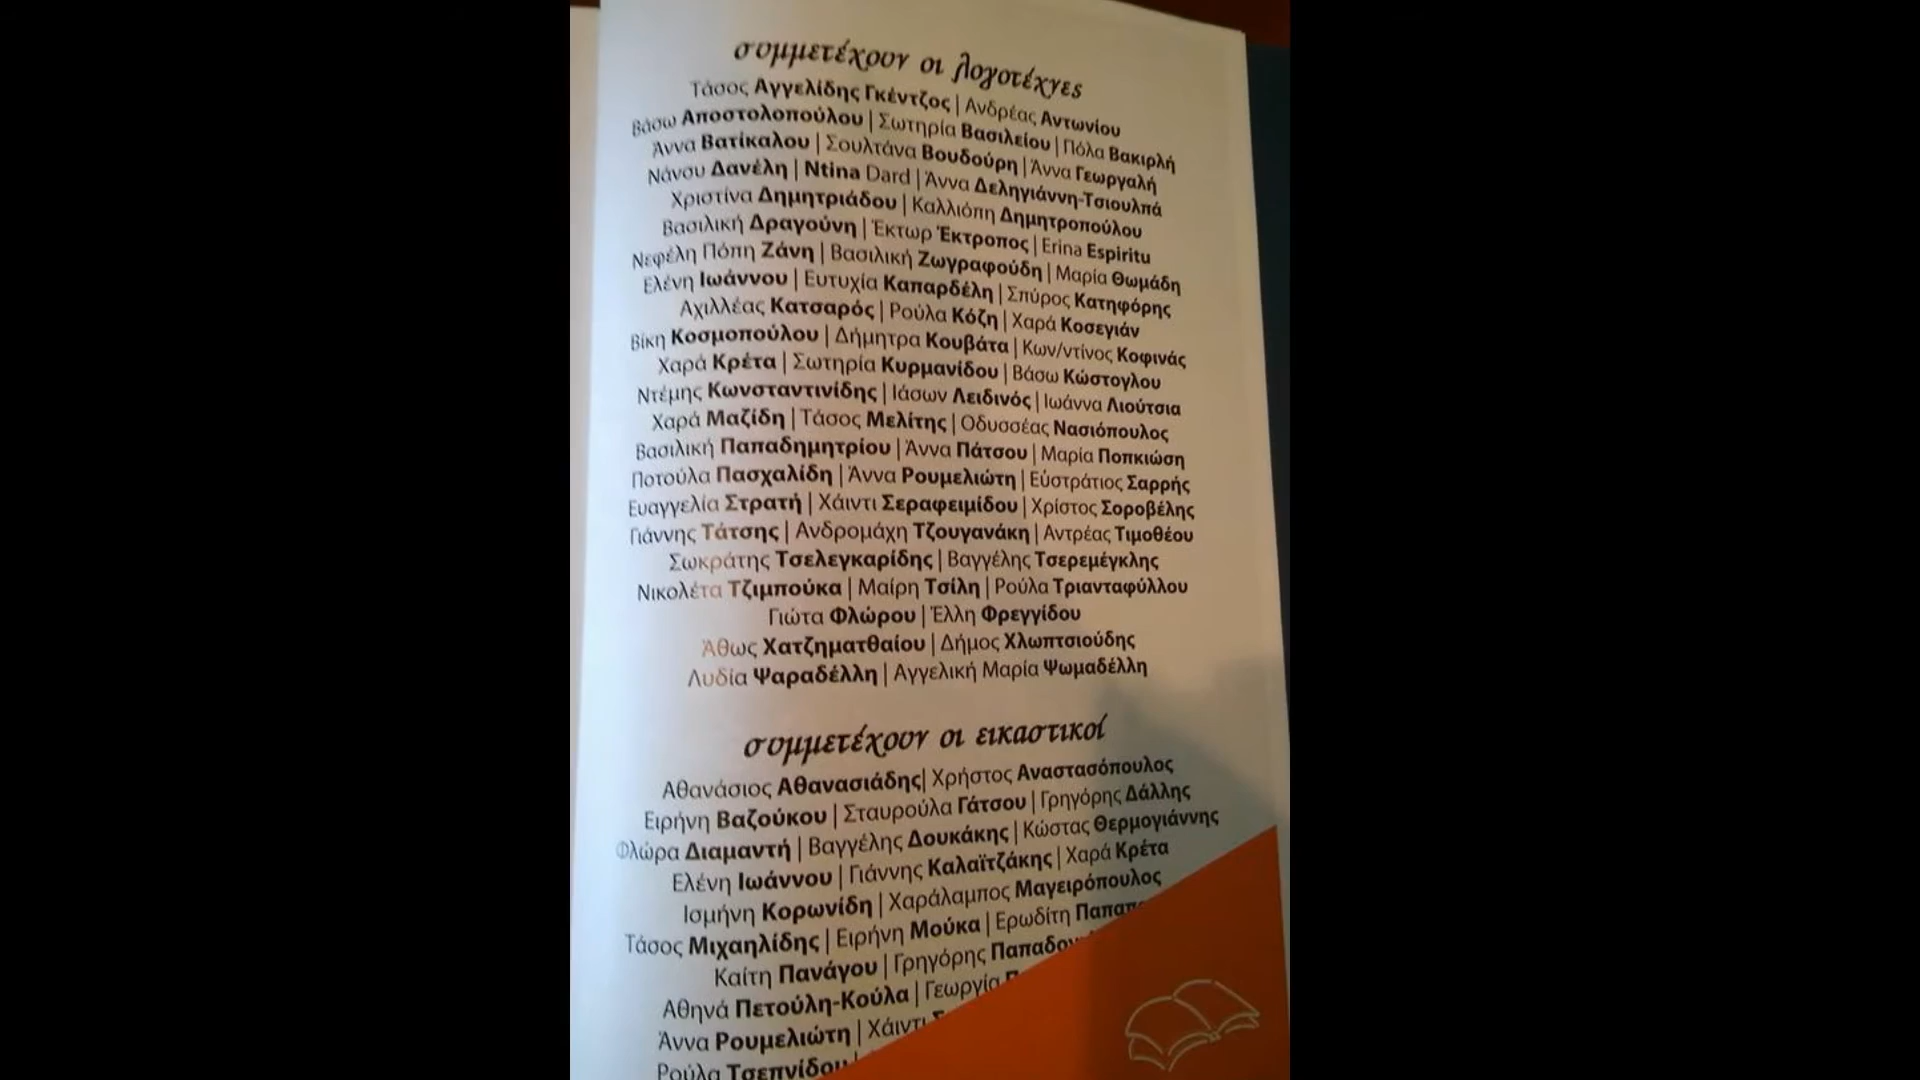 συμμετέχουν οι λογοτέχνες
Τάσος Αγγελίδης Γκέντζος | Ανδρέας Αντωνίου
Βάσω Αποστολοπούλου | Σωτηρία Βασιλείου | Πόλα Βακιρλή
Άννα Βατίκαλου | Σουλτάνα Βουδούρη | Άννα Γεωργαλή
Νάνσυ Δανέλη | Ntina Dard | Άννα Δεληγιάννη-Τσιουλπά
Χριστίνα Δημητριάδου | Καλλιόπη Δημητροπούλου
Βασιλική Δραγούνη | Έκτωρ Έκτροπος | Erina Espiritu
Νεφέλη Πόπη Ζάνη | Βασιλική Ζωγραφούδη | Μαρία Θωμάδη
Ελένη Ιωάννου | Ευτυχία Καπαρδέλη | Σπύρος Κατηφόρης
Αχιλλέας Κατσαρός | Ρούλα Κόζη | Χαρά Κοσεγιάν
Βίκη Κοσμοπούλου | Δήμητρα Κουβάτα | Κων/ντίνος Κοφινάς
Χαρά Κρέτα | Σωτηρία Κυρμανίδου | Βάσω Κώστογλου
Ντέμης Κωνσταντινίδης | Ιάσων Λειδινός | Ιωάννα Λιούτσια
Χαρά Μαζίδη | Τάσος Μελίτης | Οδυσσέας Νασιόπουλος
Βασιλική Παπαδημητρίου | Άννα Πάτσου | Μαρία Ποπκιώση
Ποτούλα Πασχαλίδη | Άννα Ρουμελιώτη | Εύστράτιος Σαρρής
Ευαγγελία Στρατή | Χάιντι Σεραφειμίδου | Χρίστος Σοροβέλης
Γιάννης Τάτσης | Ανδρομάχη Τζουγανάκη | Αντρέας Τιμοθέου
Σωκράτης Τσελεγκαρίδης | Βαγγέλης Τσερεμέγκλης
Νικολέτα Τζιμπούκα | Μαίρη Τσίλη | Ρούλα Τριανταφύλλου
Γιώτα Φλώρου | Έλλη Φρεγγίδου
Άθως Χατζηματθαίου | Δήμος Χλωπτσιούδης
Λυδία Ψαραδέλλη | Αγγελική Μαρία Ψωμαδέλλη
συμμετέχουν οι εικαστικοί
Αθανάσιος Αθανασιάδης| Χρήστος Αναστασόπουλος
Ειρήνη Βαζούκου | Σταυρούλα Γάτσου | Γρηγόρης Δάλλης
Φλώρα Διαμαντή | Βαγγέλης Δουκάκης | Κώστας Θερμογιάννης
Ελένη Ιωάννου | Γιάννης Καλαϊτζάκης | Χαρά Κρέτα
Ισμήνη Κορωνίδη | Χαράλαμπος Μαγειρόπουλος
Τάσος Μιχαηλίδης | Ειρήνη Μούκα | Ερωδίτη
Καίτη Πανάγου | Γρηγόρης
Αθηνά Πετούλη-Κούλα | Γεωργία
Άννα Ρουμελιώτη | Χάιντι
Ρούλα Τσεπνίδου